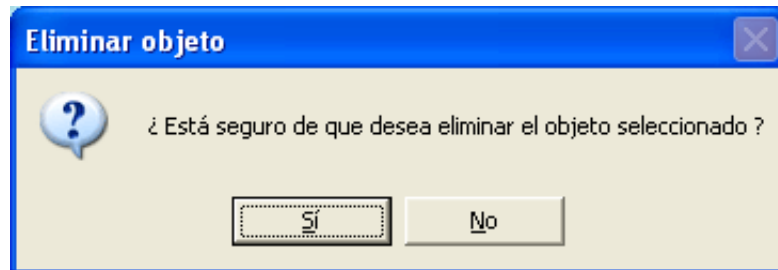 Eliminar objeto
¿ Está seguro de que desea eliminar el objeto seleccionado ?
Sí
No